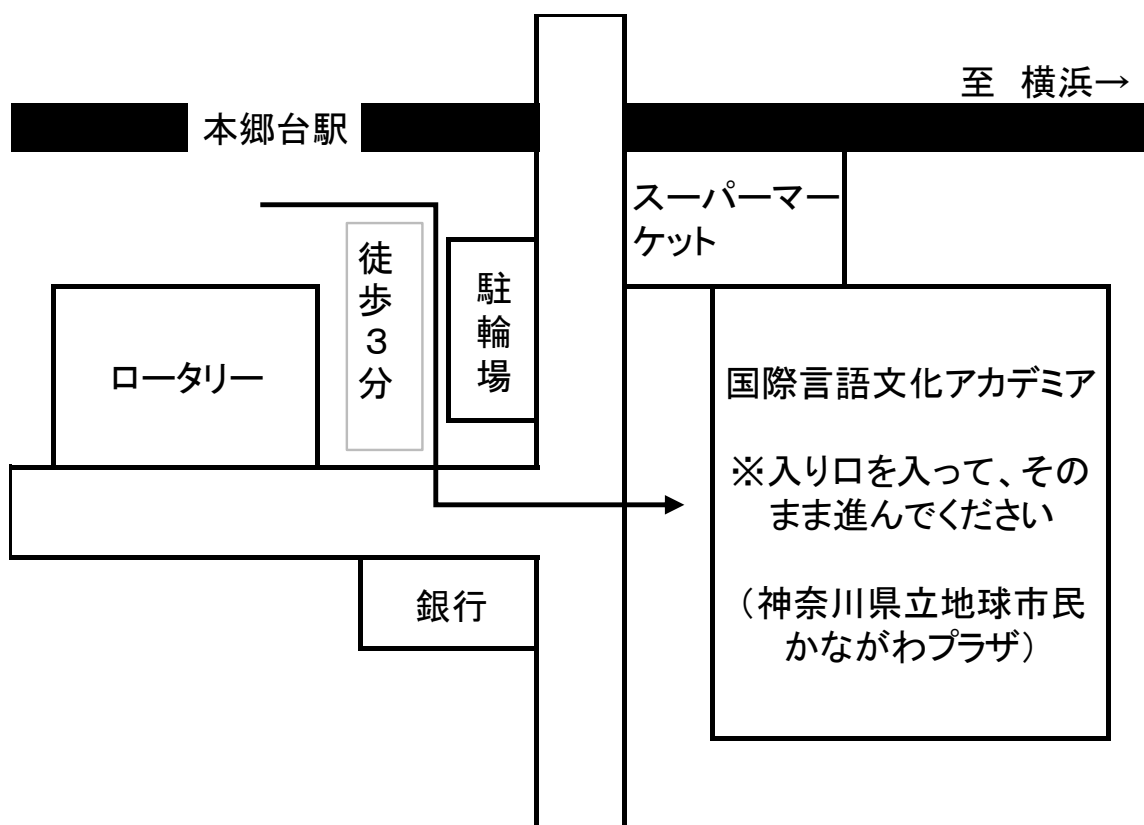 至　横浜→
本郷台駅
スーパーマー
ケット
徒歩３分
駐輪場
ロータリー
国際言語文化アカデミア
※入り口を入って、その
まま進んでください
（神奈川県立地球市民
かながわプラザ）
銀行